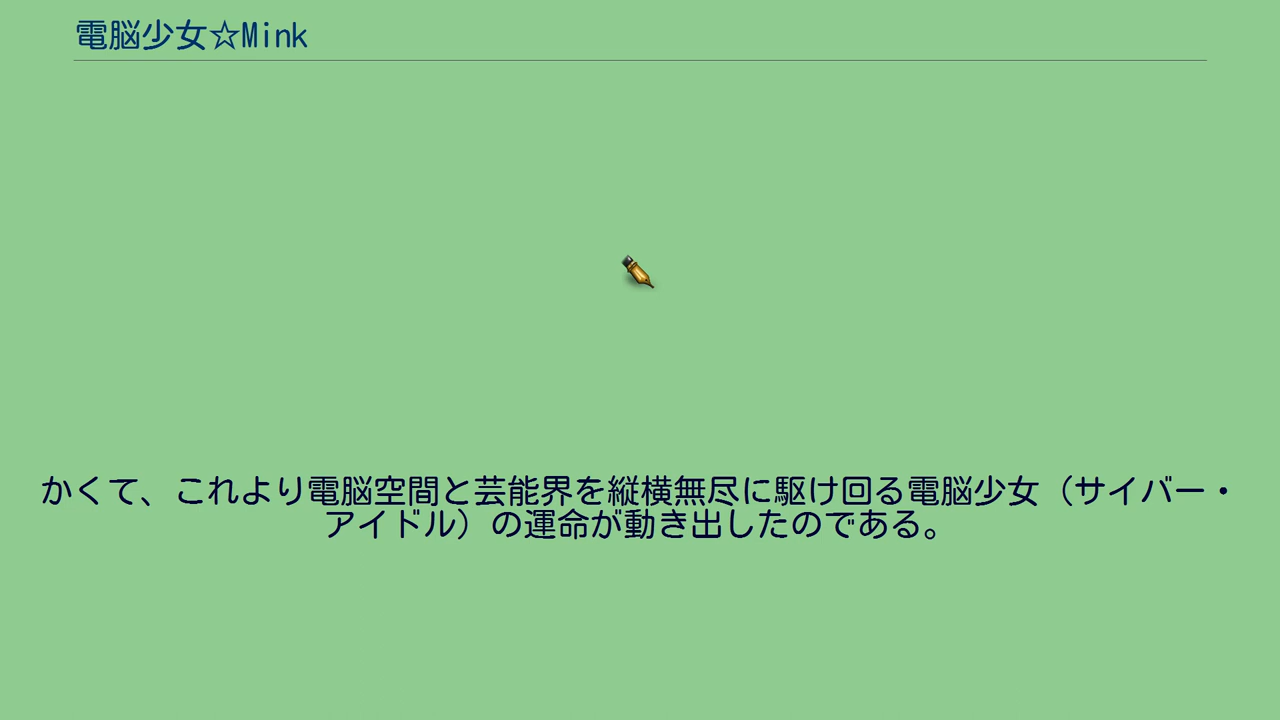 電脳少女☆Mink
かくて、これより電脳空間と芸能界を縦横無尽に駆け回る電脳少女（サイバー・
アイドル）の運命が動き出したのである。